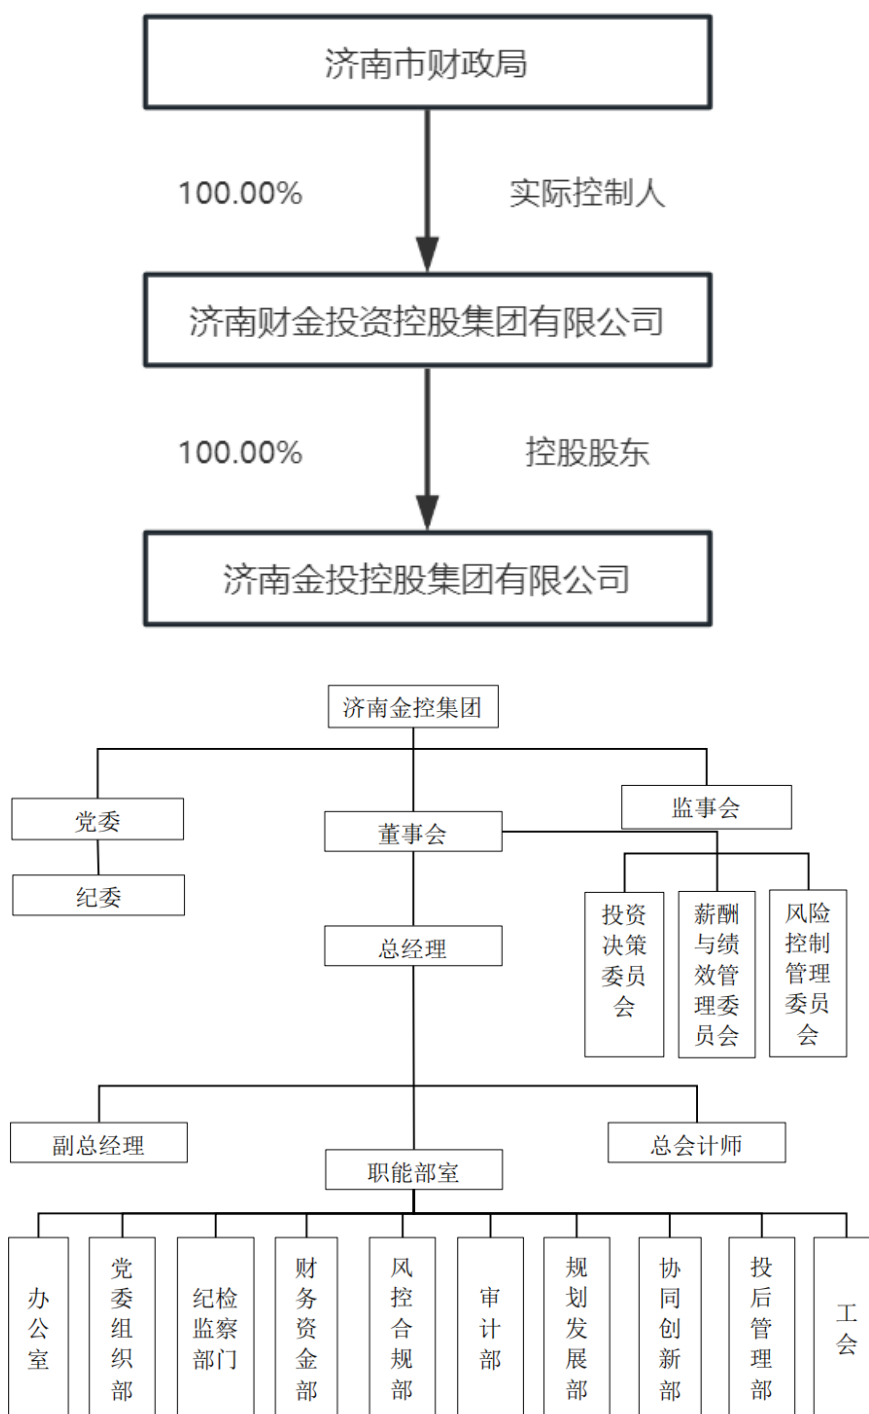 济南市财政局
100.00%
实际控制人
济南财金投资控股集团有限公司
100.00%
控股股东
济南金投控股集团有限公司
济南金控集团
党委
董事会
监事会
纪委
投资
决策
委员
会
薪酬
与绩
效管
理委
员会
风险
控制
管理
委员
会
总经理
副总经理
职能部室
总会计师
办
公
室
党
委
组
织
部
纪检
监察
部门
财
务
资
金
部
风
控
合
规
部
审
计
部
规
划
发
展
部
协
同
创
新
部
投
后
管
理
部
工
会